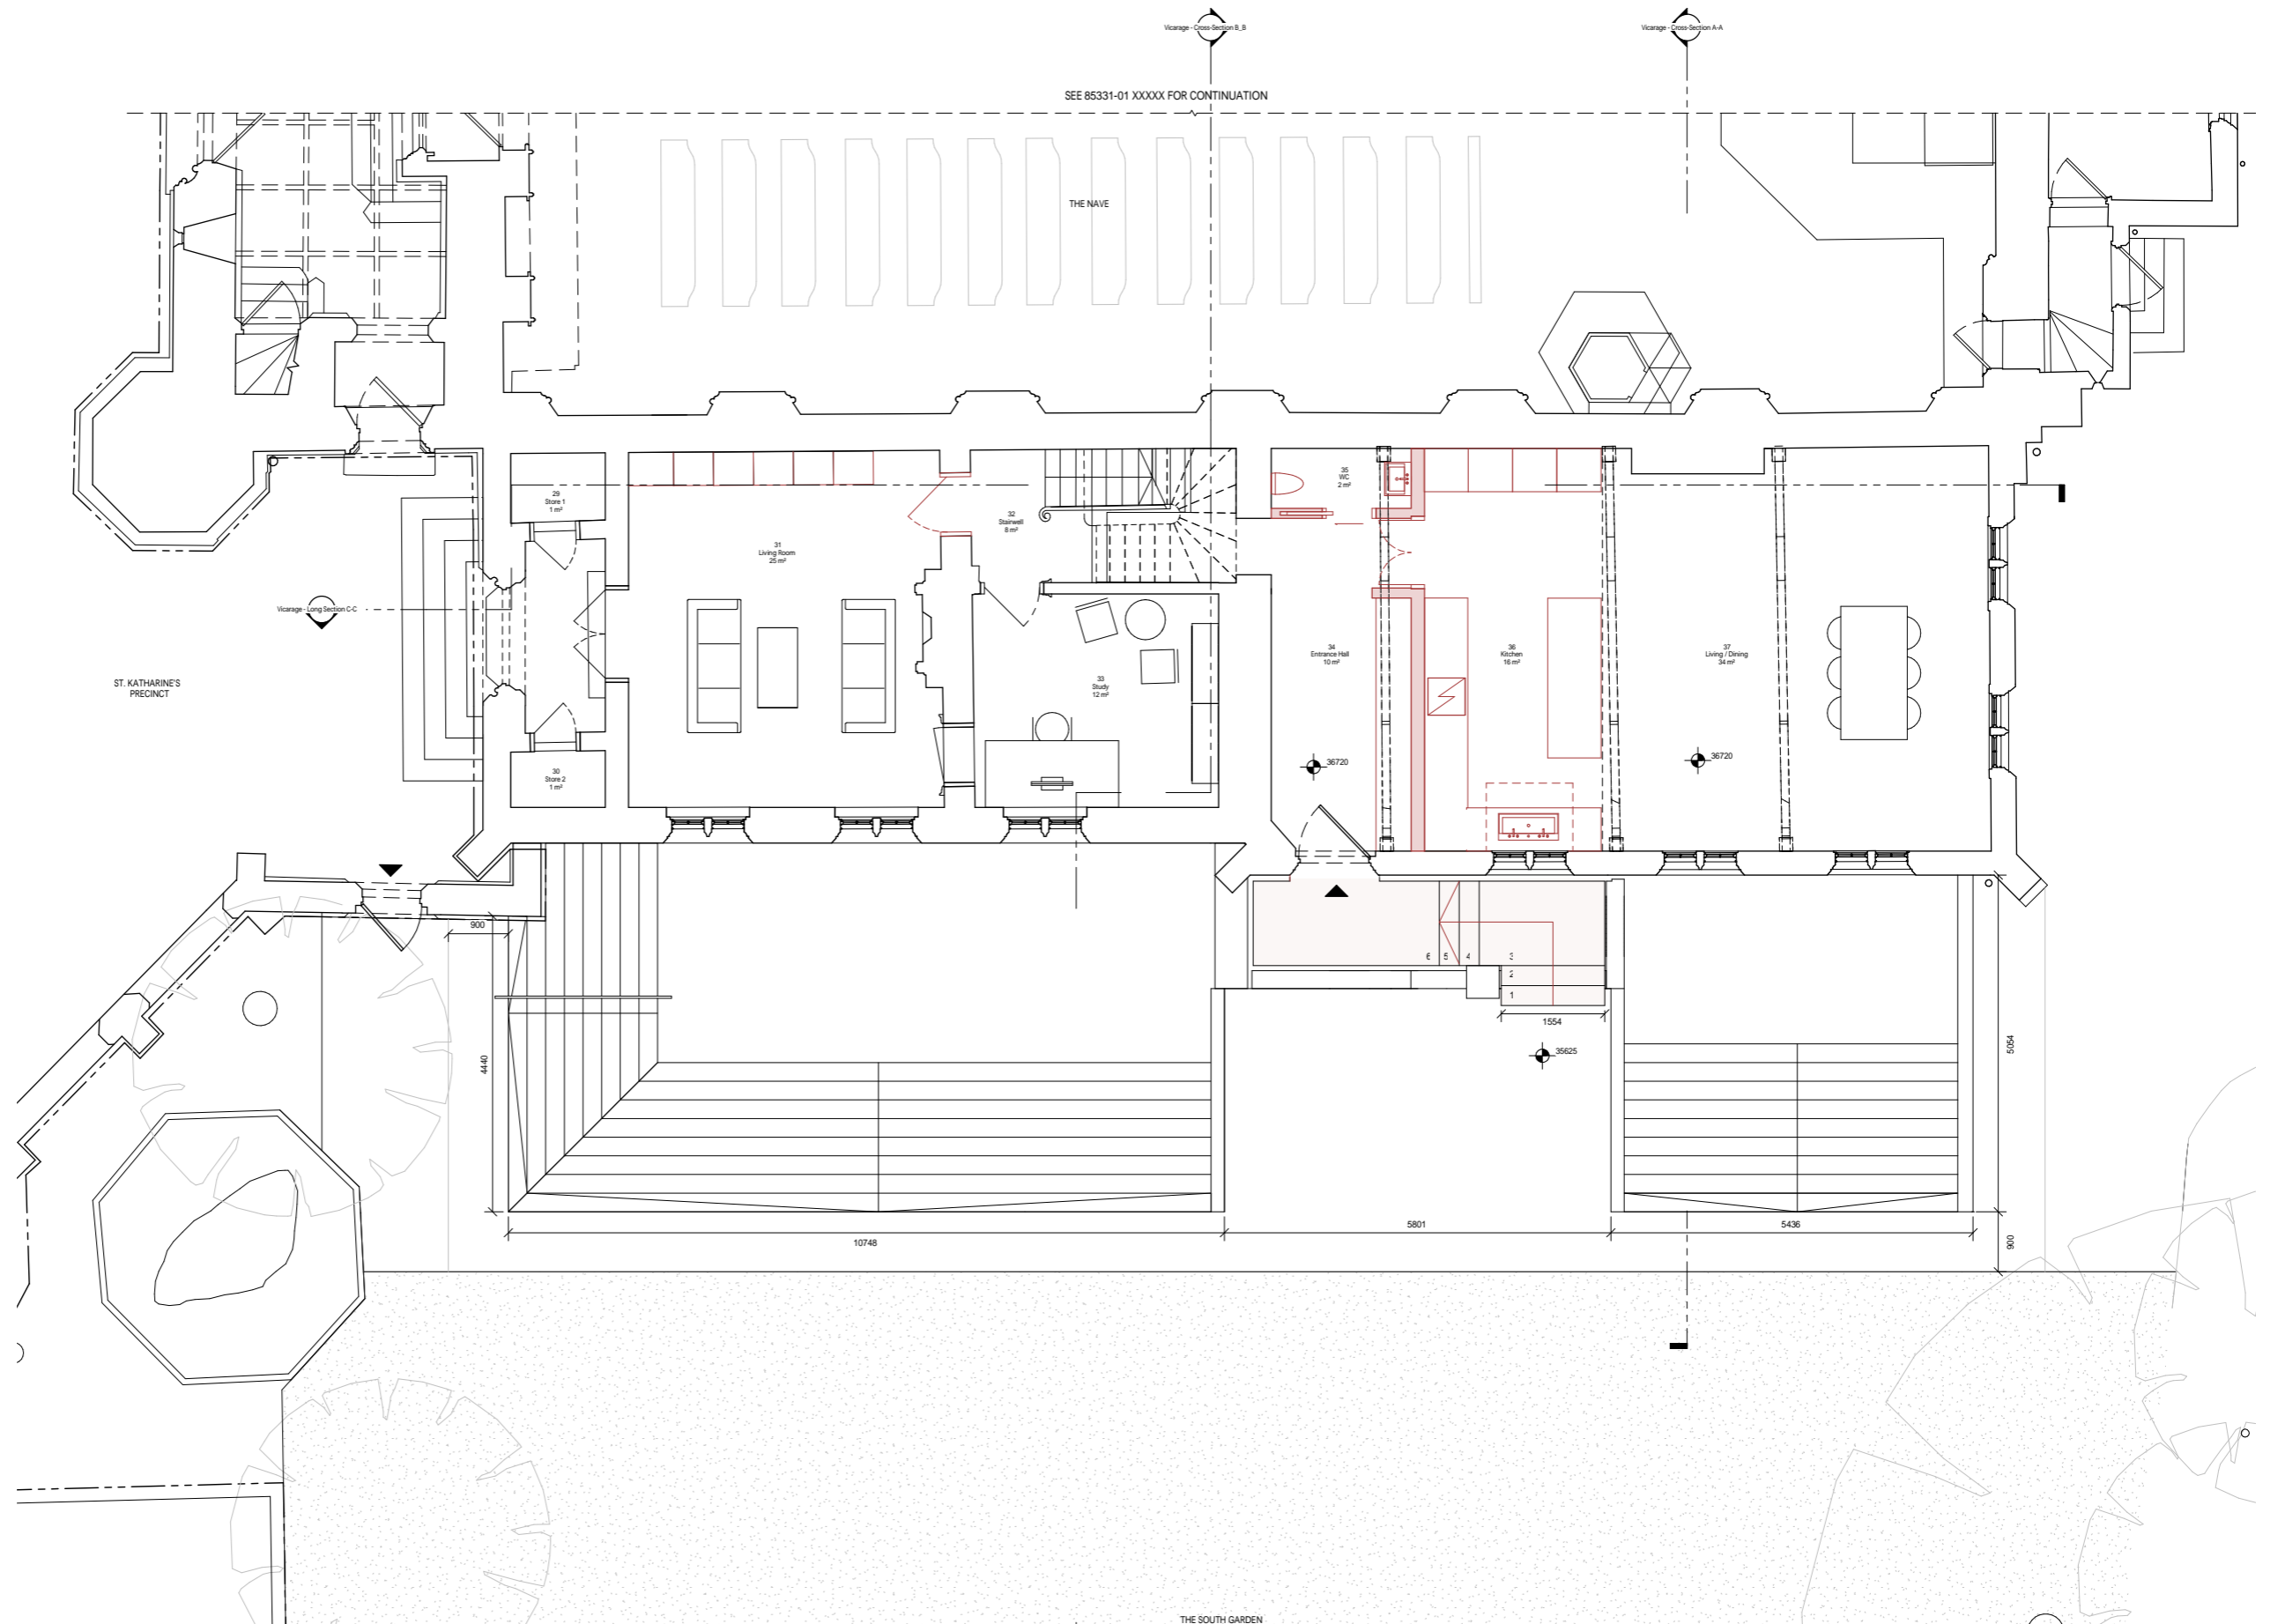 Vicarage - Cross-Section B_B
Vicarage - Cross-Section A-A
SEE 85331-01 XXXXX FOR CONTINUATION
THE NAVE
29
Store 1
1 m²
31
Living Room
25 m²
32
Stairwell
8 m²
35
WC
2 m²
Vicarage - Long Section C-C
ST. KATHARINE'S
PRECINCT
33
Study
12 m²
34
Entrance Hall
10 m²
36
Kitchen
16 m²
37
Living / Dining
34 m²
30
Store 2
1 m²
36720
36720
900
6
5
4
3
2
1
1554
35625
4440
5054
10748
5801
5436
900
THE SOUTH GARDEN